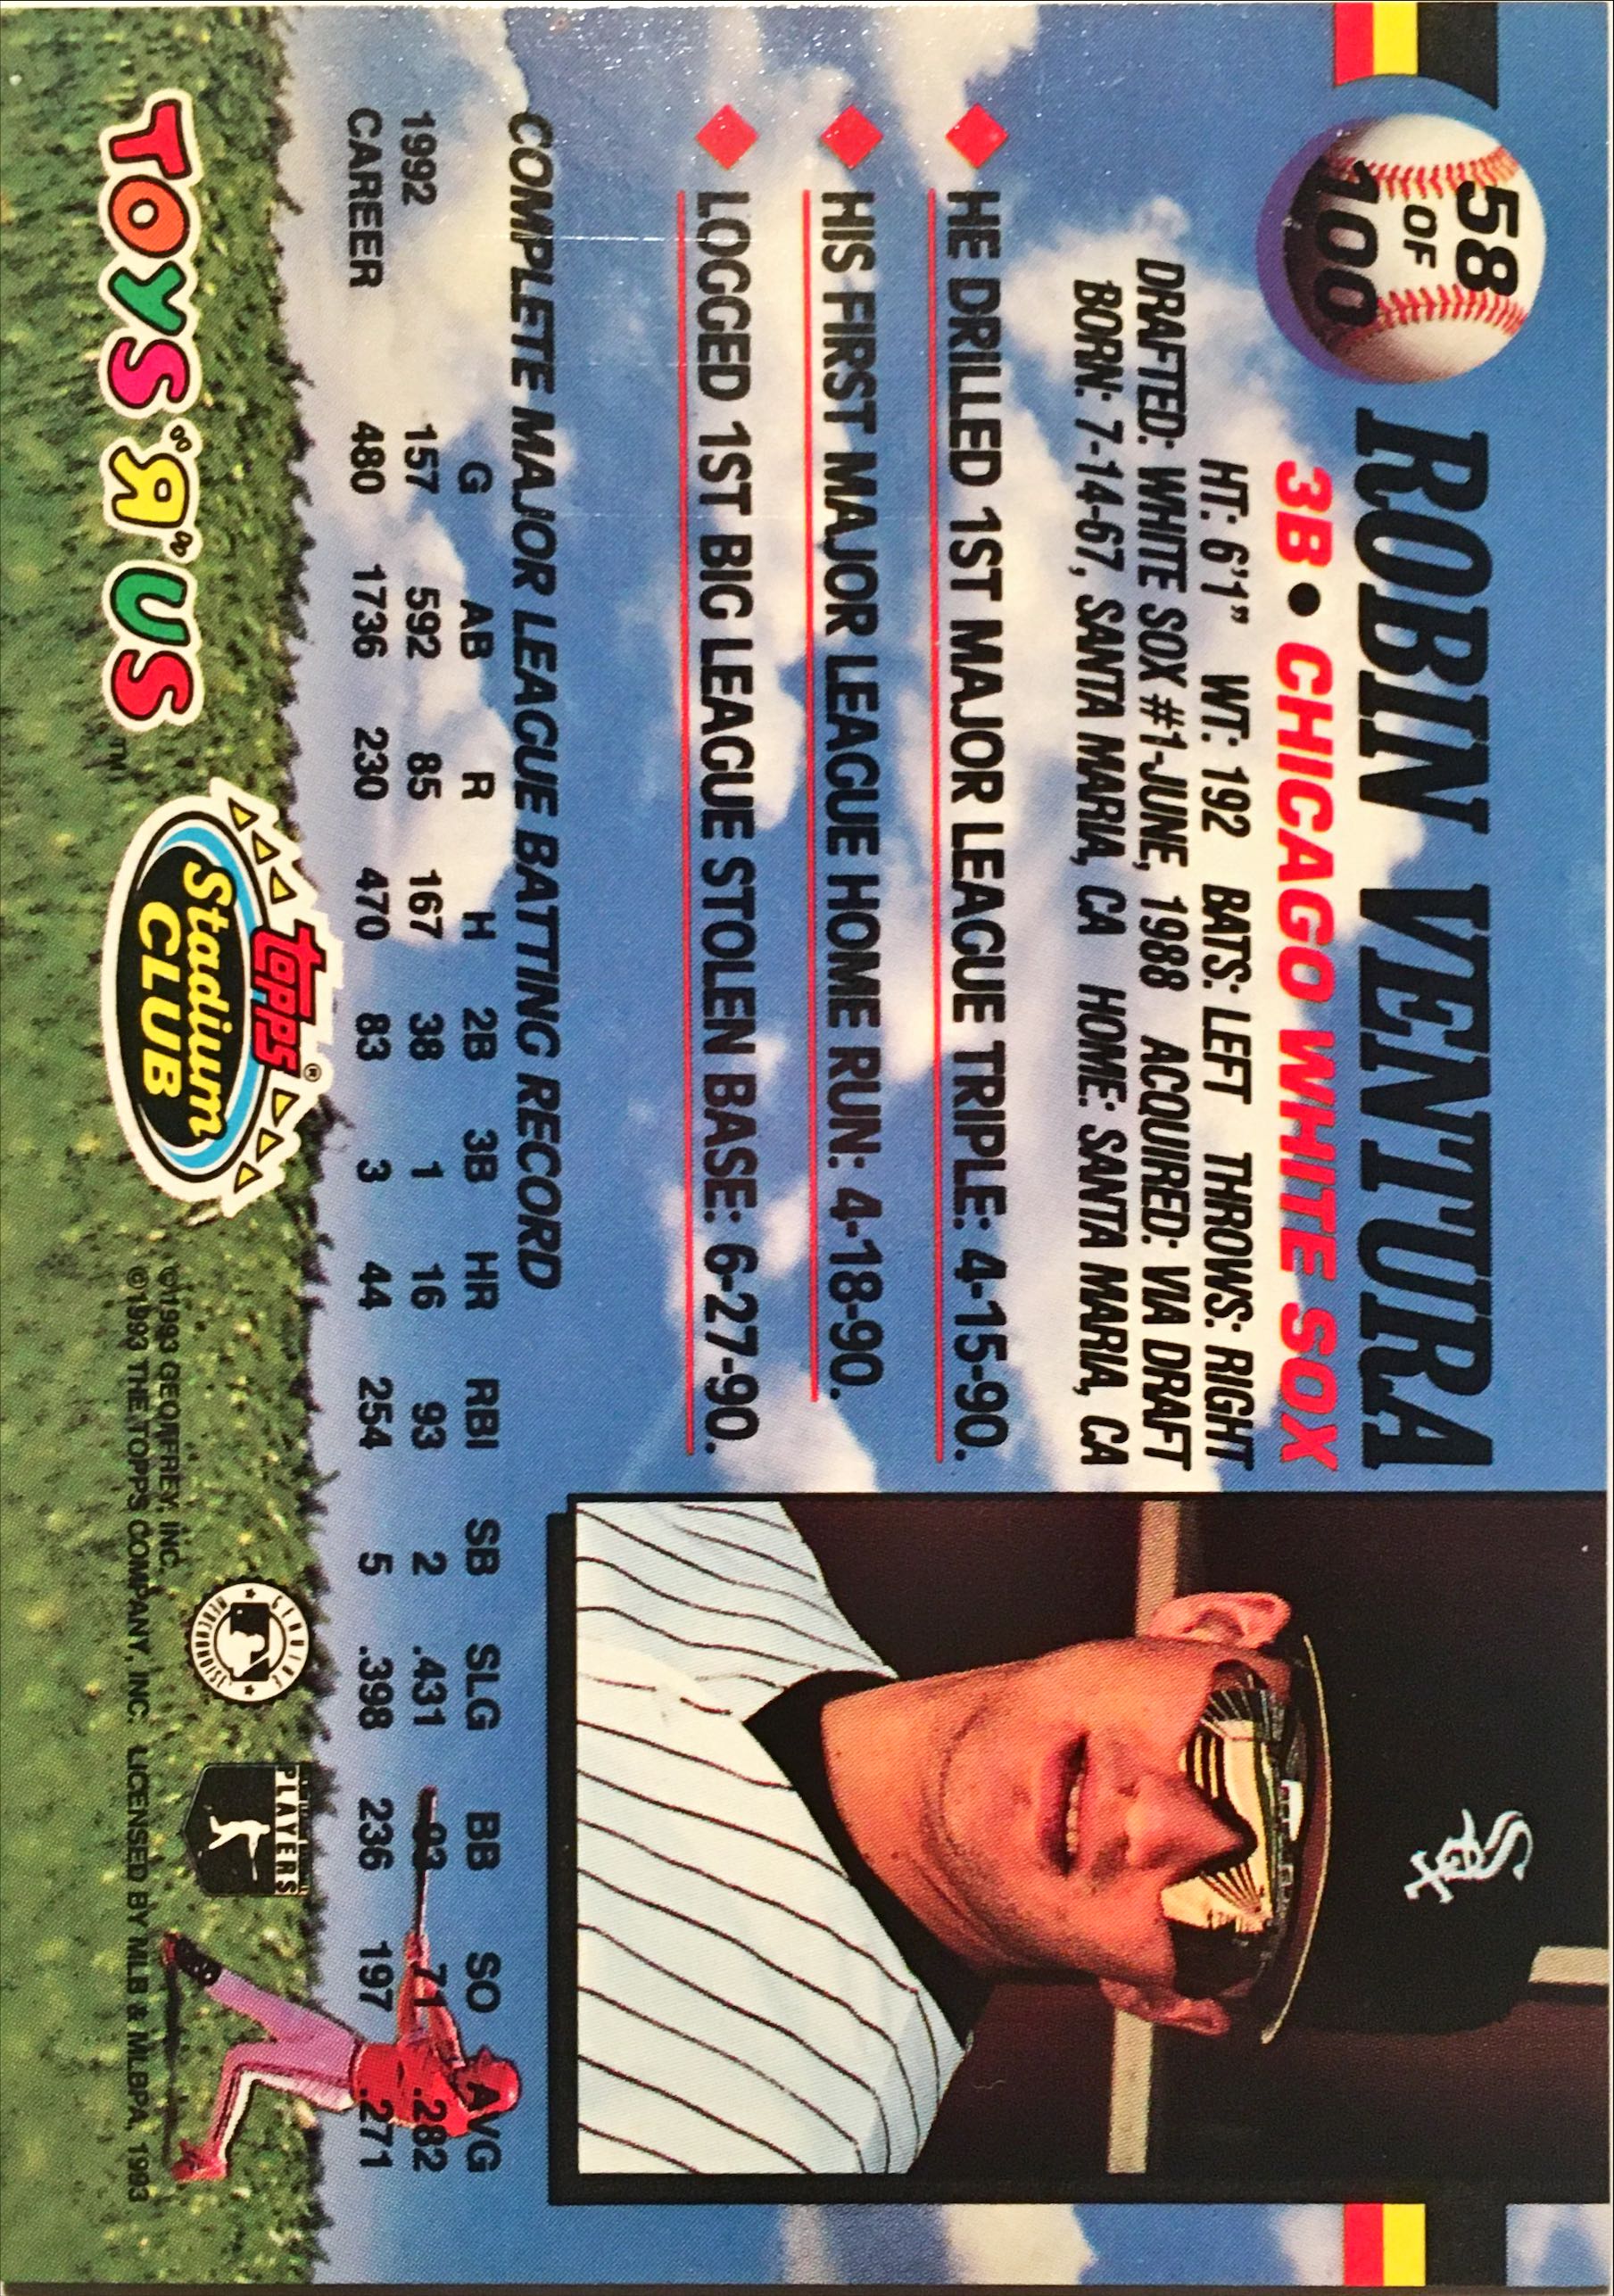 58
OF
100
ROBIN VENTURA
3B • CHICAGO WHITE SOX
HT: 6'1" WT: 192 BATS: LEFT THROWS: RIGHT
DRAFTED: WHITE SOX #1-JUNE, 1988 ACQUIRED: VIA DRAFT
BORN: 7-14-67, SANTA MARIA, CA HOME: SANTA MARIA, CA
HE DRILLED 1ST MAJOR LEAGUE TRIPLE: 4-15-90.
HIS FIRST MAJOR LEAGUE HOME RUN: 4-18-90.
LOGGED 1ST BIG LEAGUE STOLEN BASE: 6-27-90.
Sox
COMPLETE MAJOR LEAGUE BATTING RECORD
G AB R H 2B 3B HR RBI SB SLG BB SO AVG
1992 157 592 85 167 38 1 16 93 2 .431 93 71 .282
CAREER 480 1736 230 470 83 3 44 254 5 .398 236 197 .271
TOYS "Я" US™
TOPPS®
Stadium
CLUB
©1993 GEOFFREY, INC.
©1993 THE TOPPS COMPANY, INC. LICENSED BY MLB & MLBPA, 1993
GENUINE
MERCHANDISE
PLAYERS